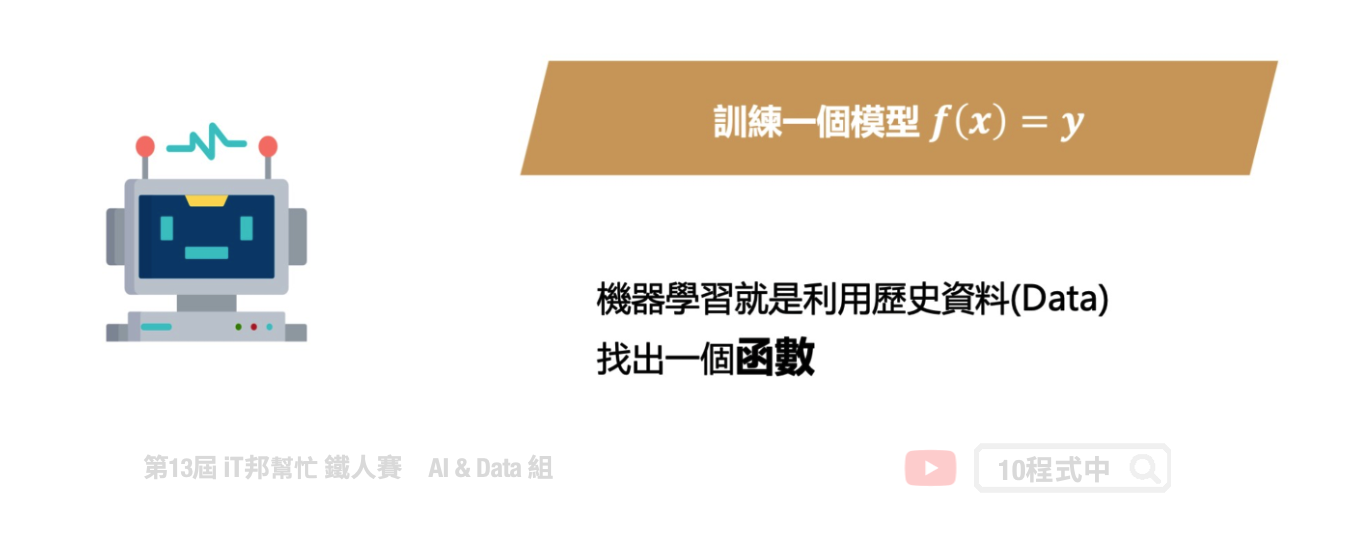 訓練一個模型 f(x) = y
機器學習就是利用歷史資料(Data)
找出一個函數
第13屆 iT邦幫忙 鐵人賽 AI & Data 組
10程式中